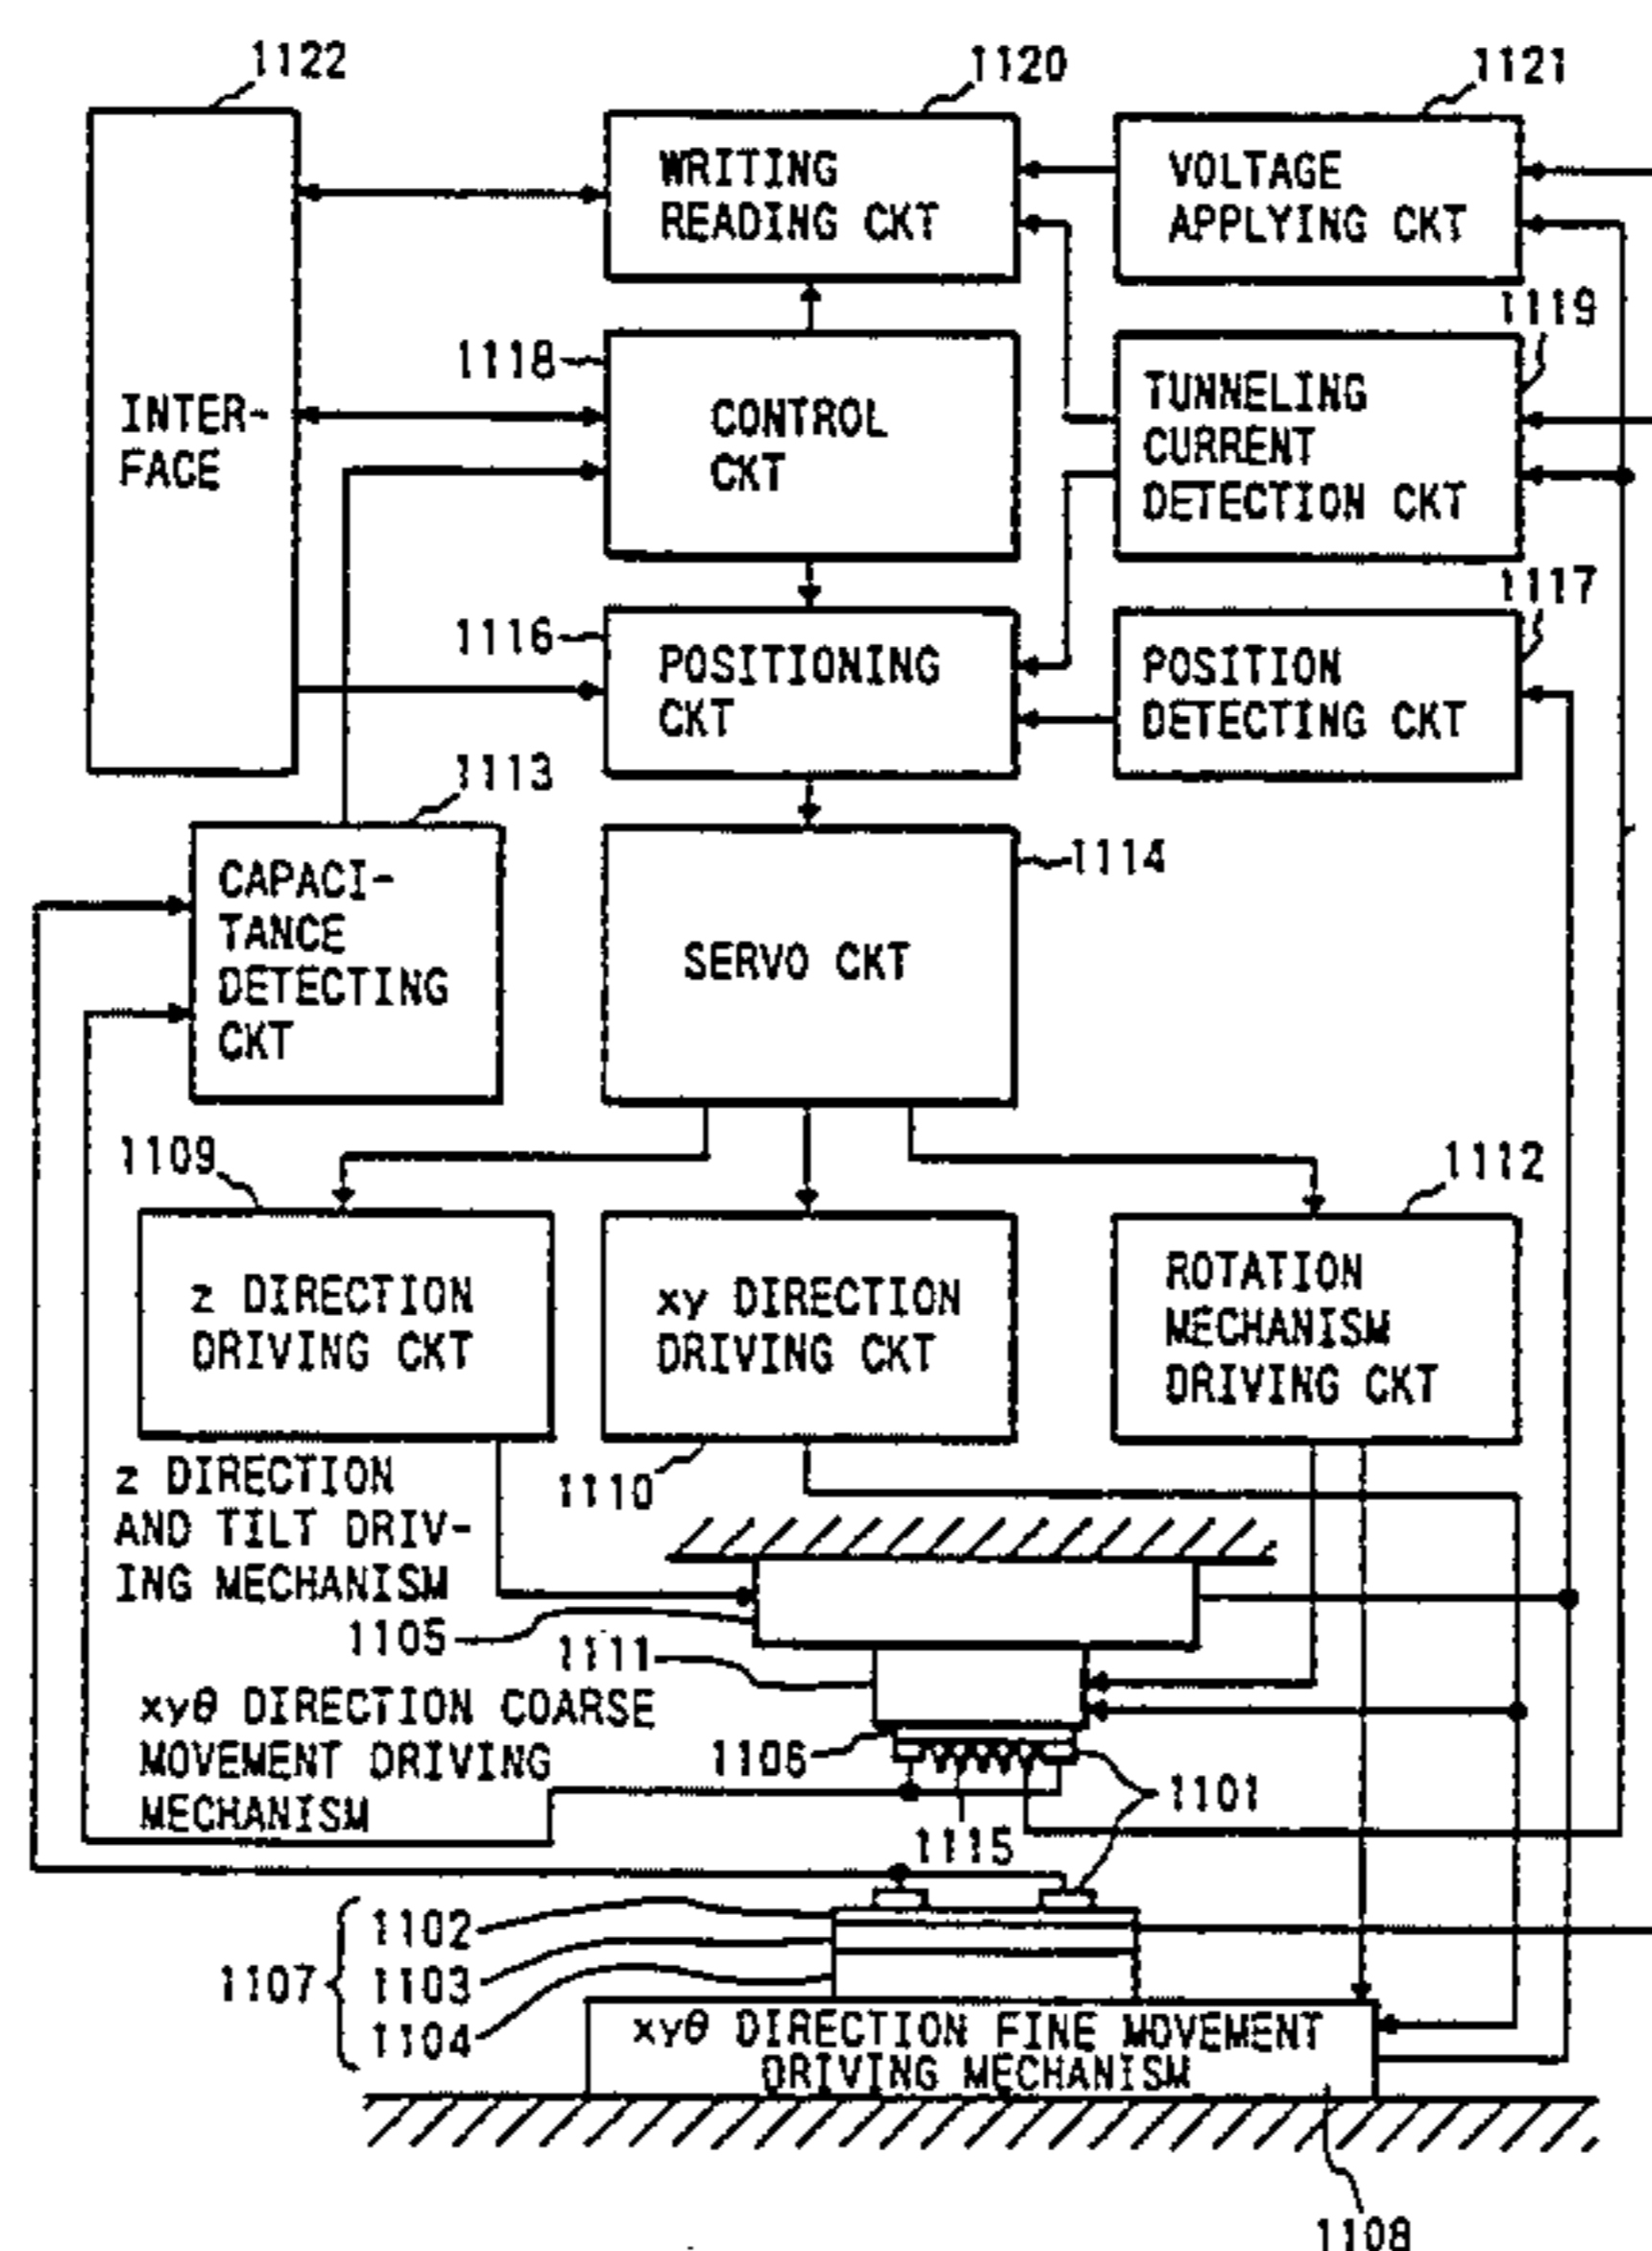 1122
1120
1121
WRITING
READING CKT
VOLTAGE
APPLYING CKT
1119
1118
INTER-
FACE
CONTROL
CKT
TUNNELING
CURRENT
DETECTION CKT
1117
1116
POSITIONING
CKT
POSITION
DETECTING CKT
1113
1114
CAPACI-
TANCE
DETECTING
CKT
SERVO CKT
1109
1112
z DIRECTION
DRIVING CKT
xy DIRECTION
DRIVING CKT
ROTATION
MECHANISM
DRIVING CKT
1110
z DIRECTION
AND TILT DRIV-
ING MECHANISM
1105
1111
xyθ DIRECTION COARSE
MOVEMENT DRIVING
MECHANISM
1106
1101
1115
1102
1107
1103
1104
xyθ DIRECTION FINE MOVEMENT
DRIVING MECHANISM
1108